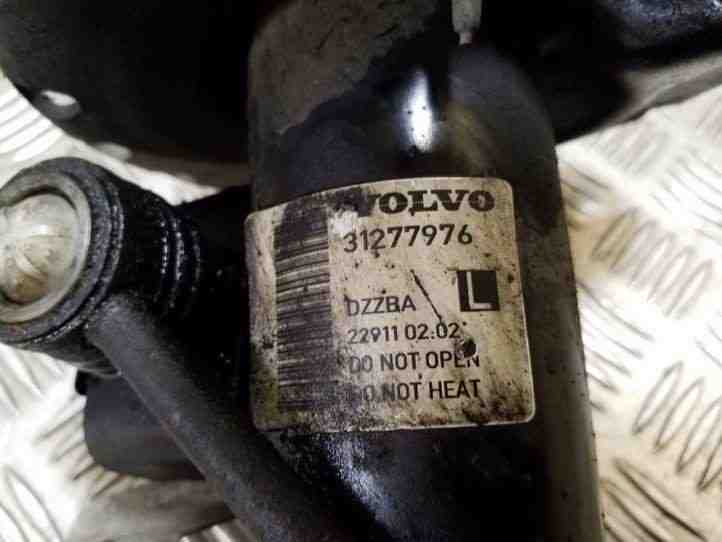 VOLVO
31277976
L
DZZBA
22911 02.02
DO NOT OPEN
DO NOT HEAT